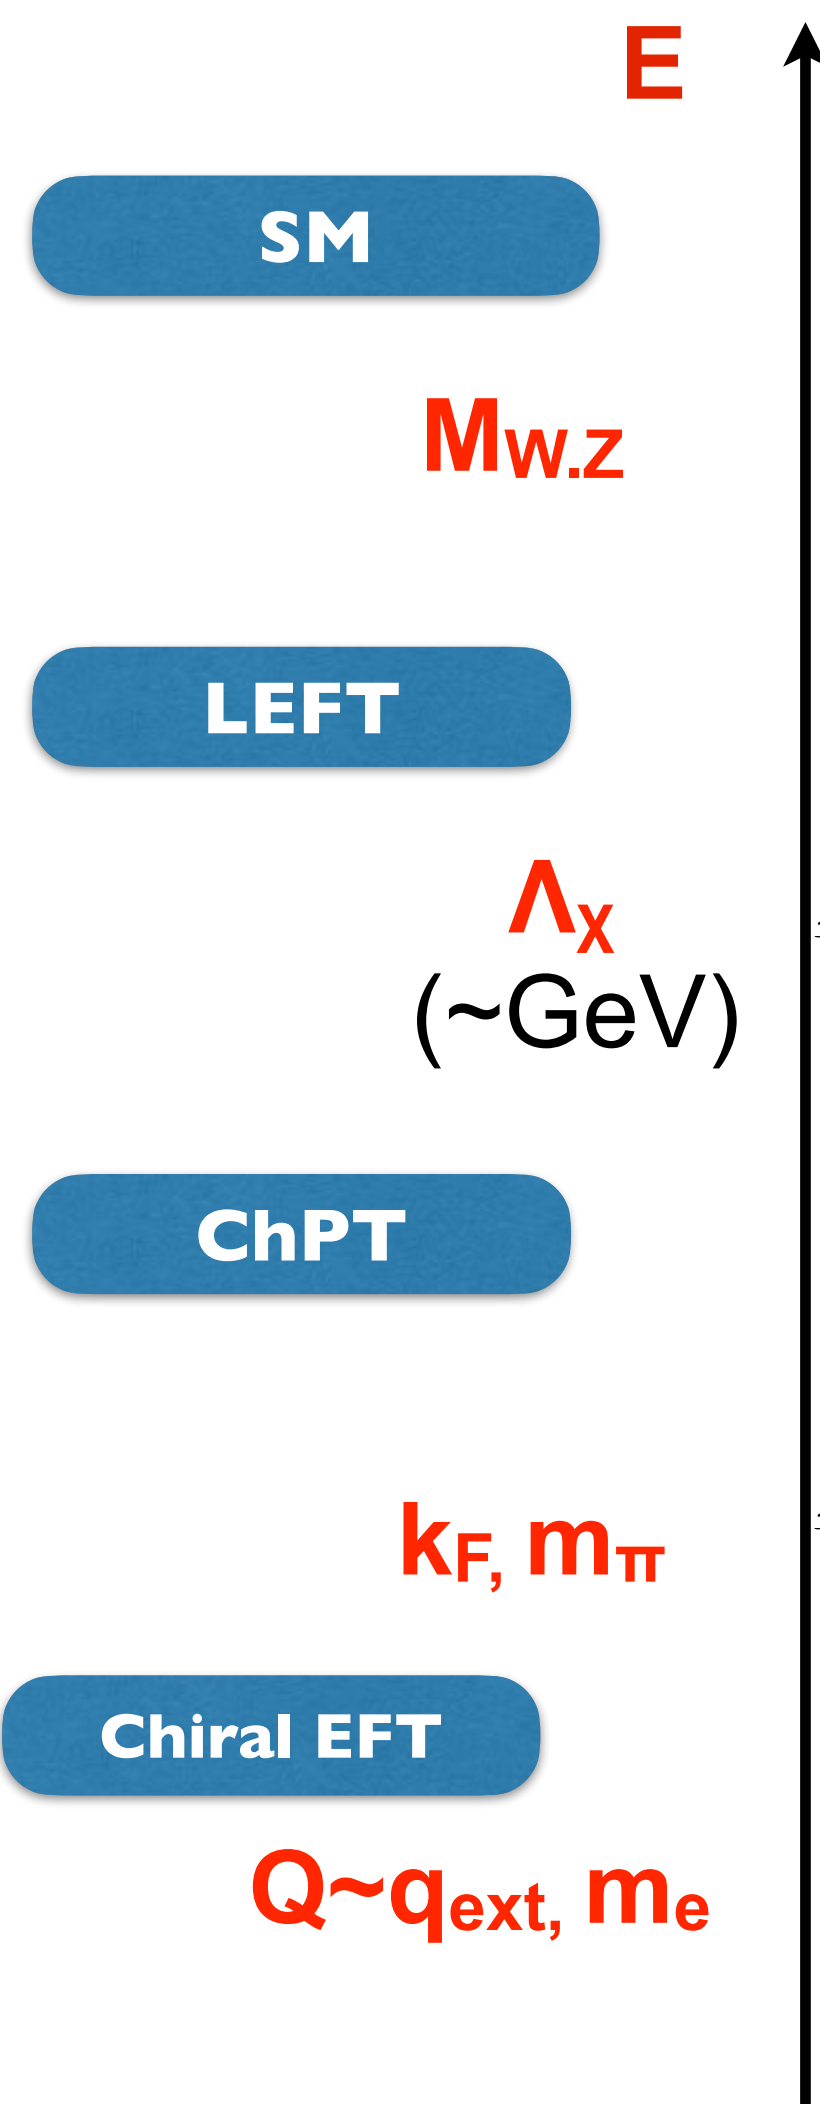 E
SM
MW.Z
LEFT
Λχ
(~GeV)
ChPT
kF, mπ
Chiral EFT
Q~qext, me